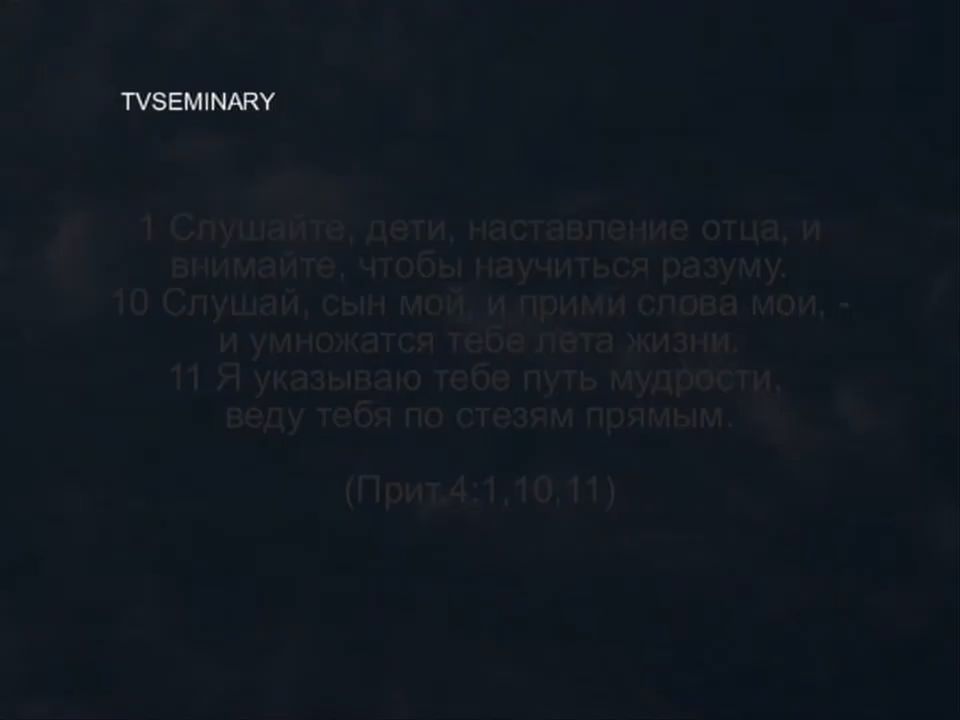 TVSEMINARY
1 Слушайте, дети, наставление отца, и
внимайте, чтобы научиться разуму.
10 Слушай, сын мой, и прими слова мои, -
и умножатся тебе лета жизни.
11 Я указываю тебе путь мудрости,
веду тебя по стезям прямым.
(Прит.4:1,10,11)